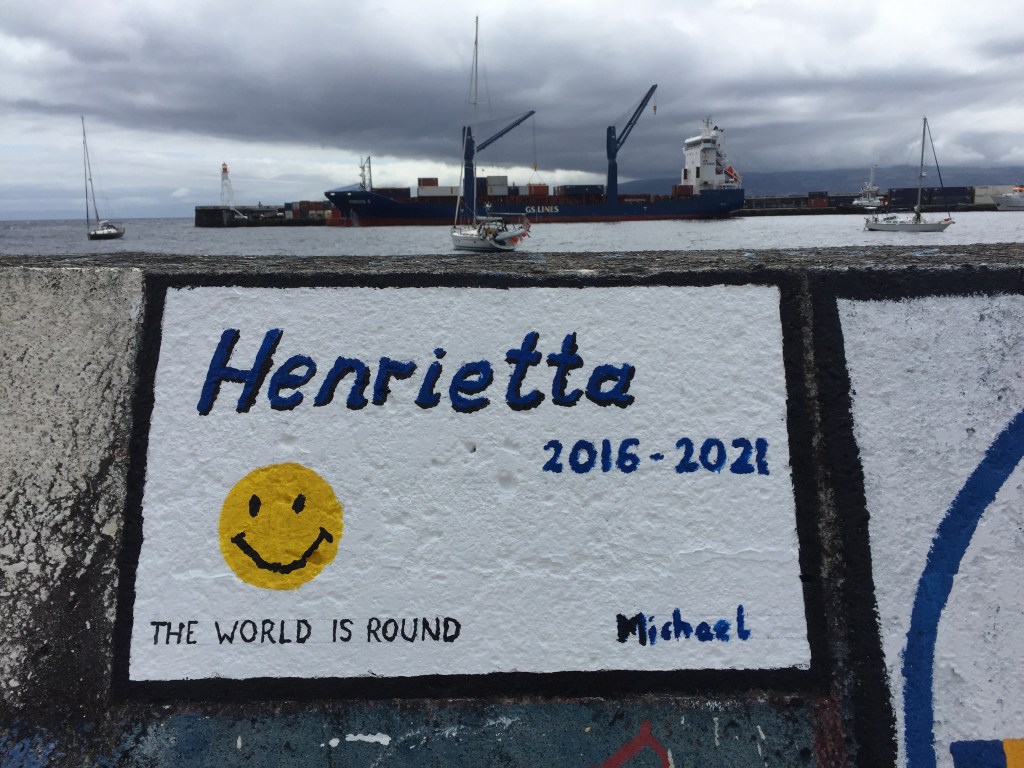 GS LINES
Henrietta
2016-2021
THE WORLD IS ROUND
Michael